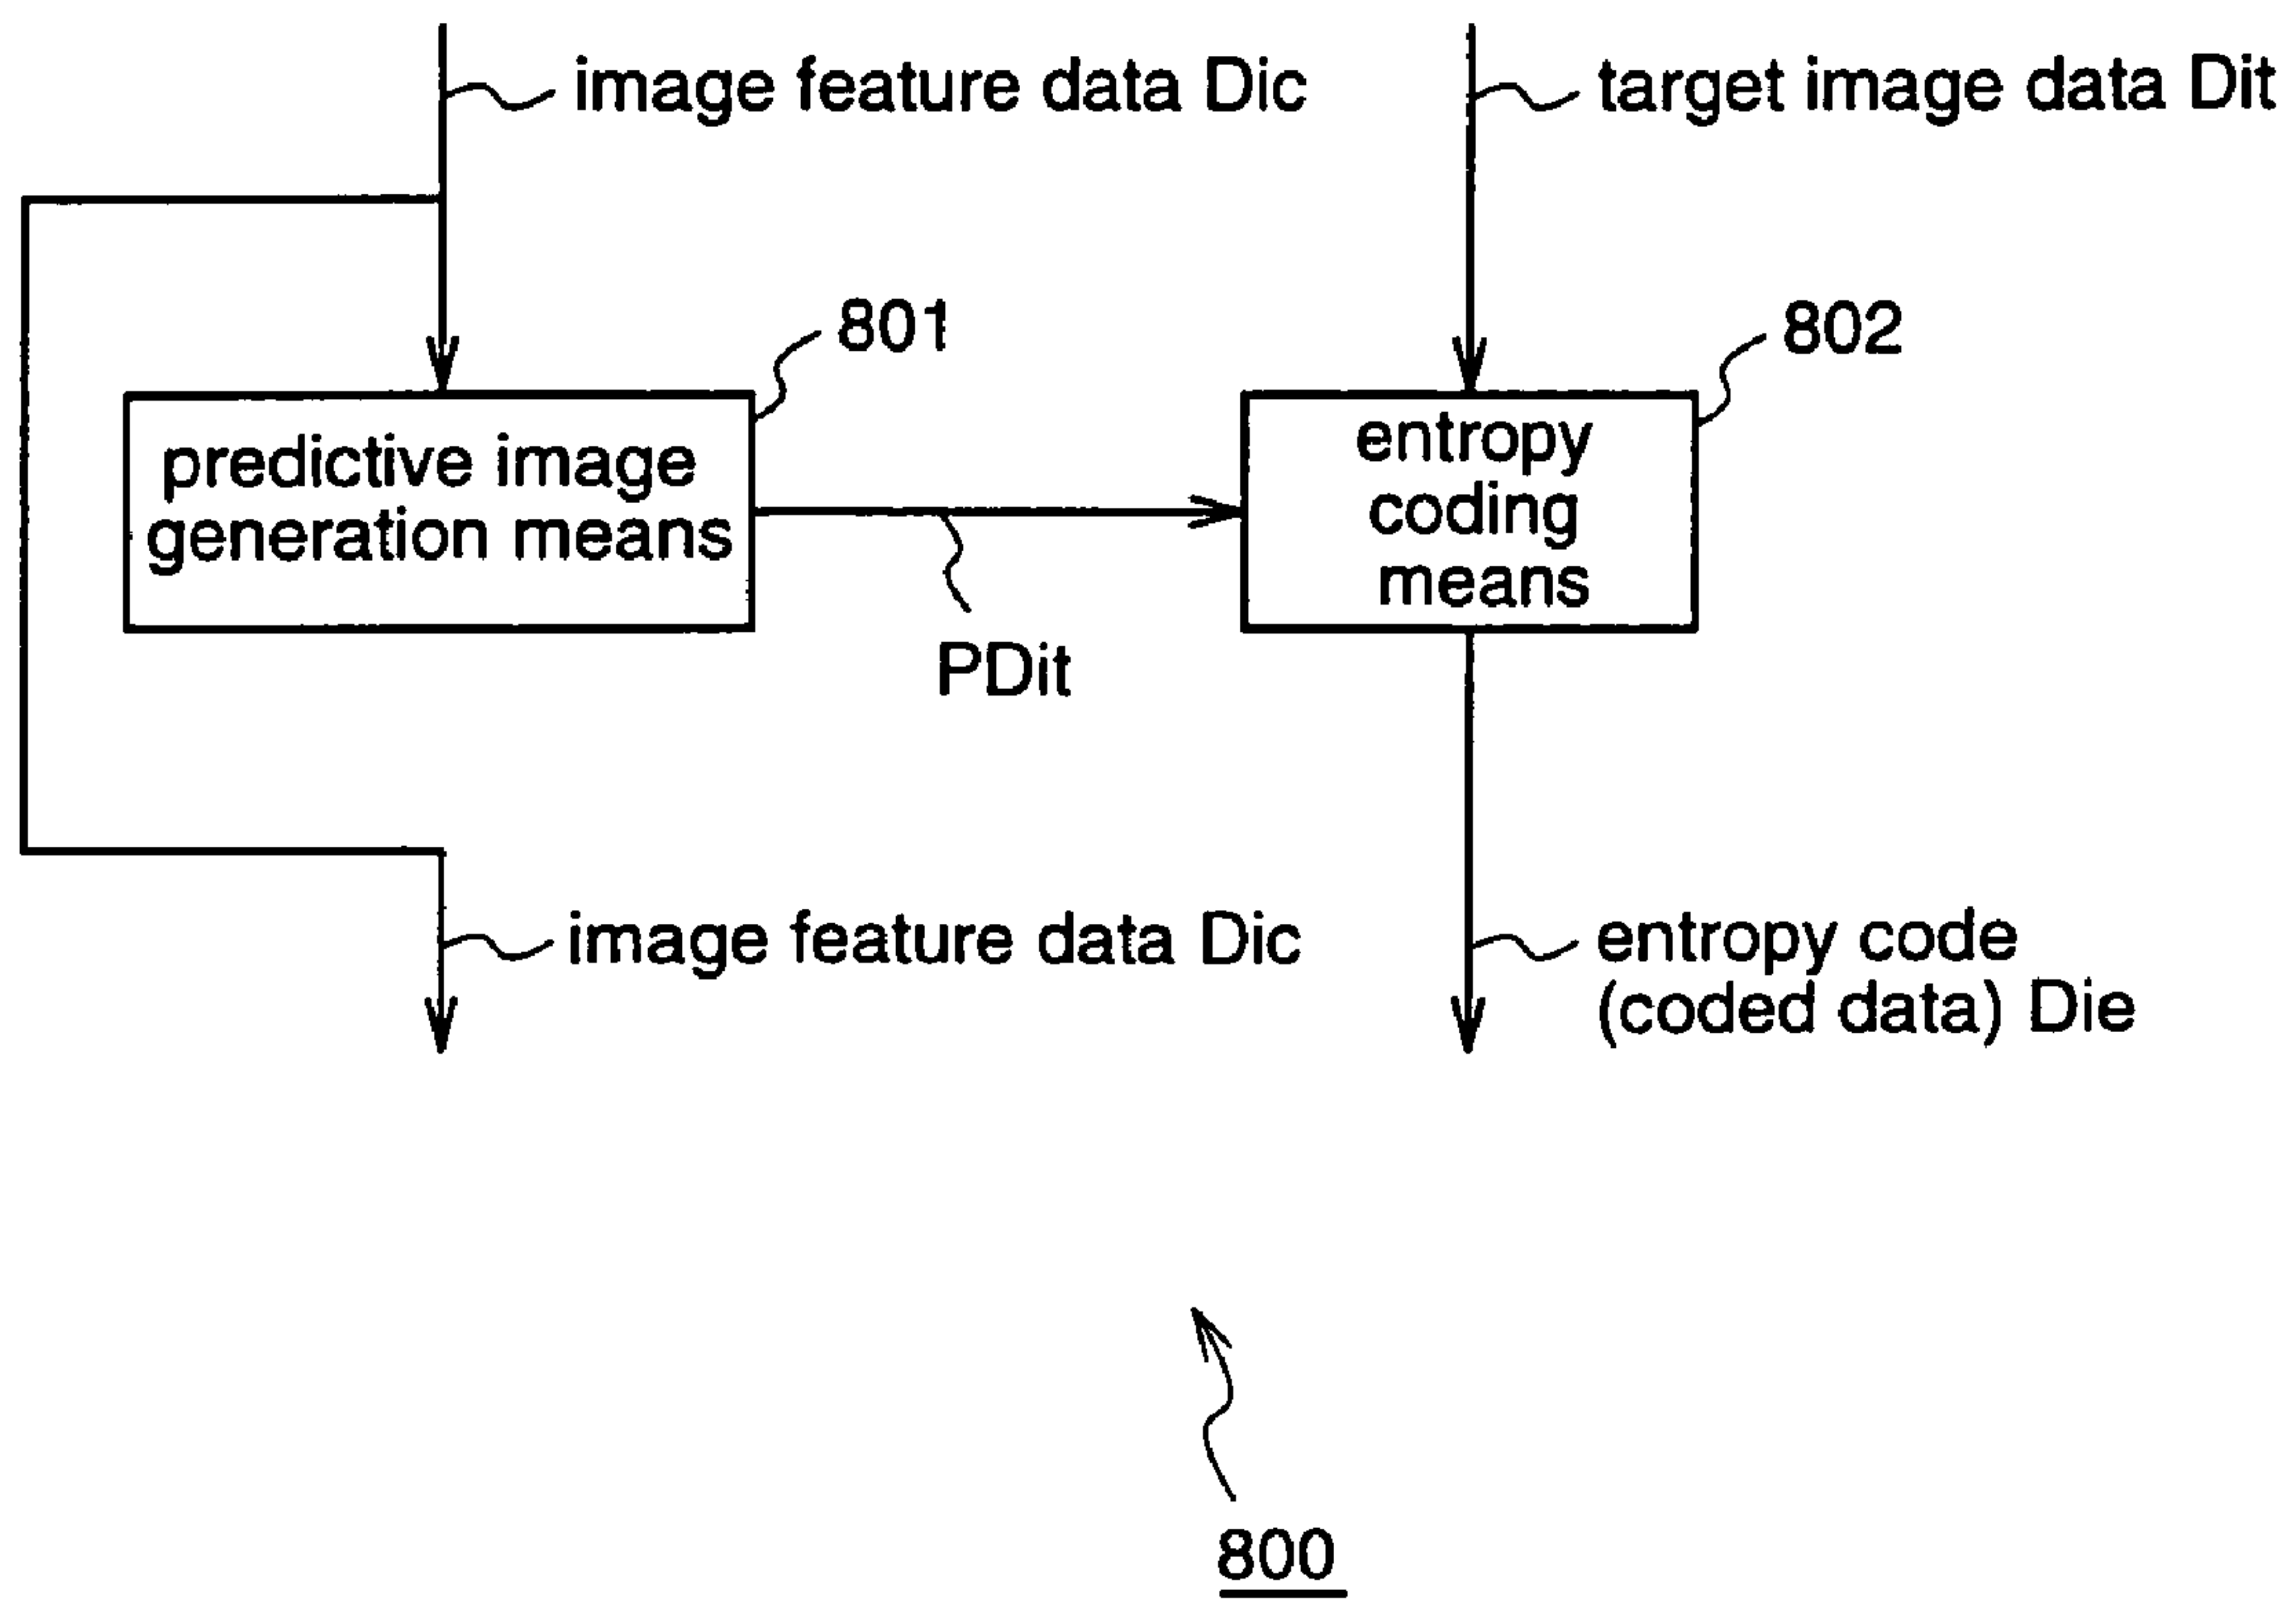 image feature data Dic
target image data Dit
801
802
predictive image
generation means
entropy
coding
means
PDit
image feature data Dic
entropy code
(coded data) Die
800